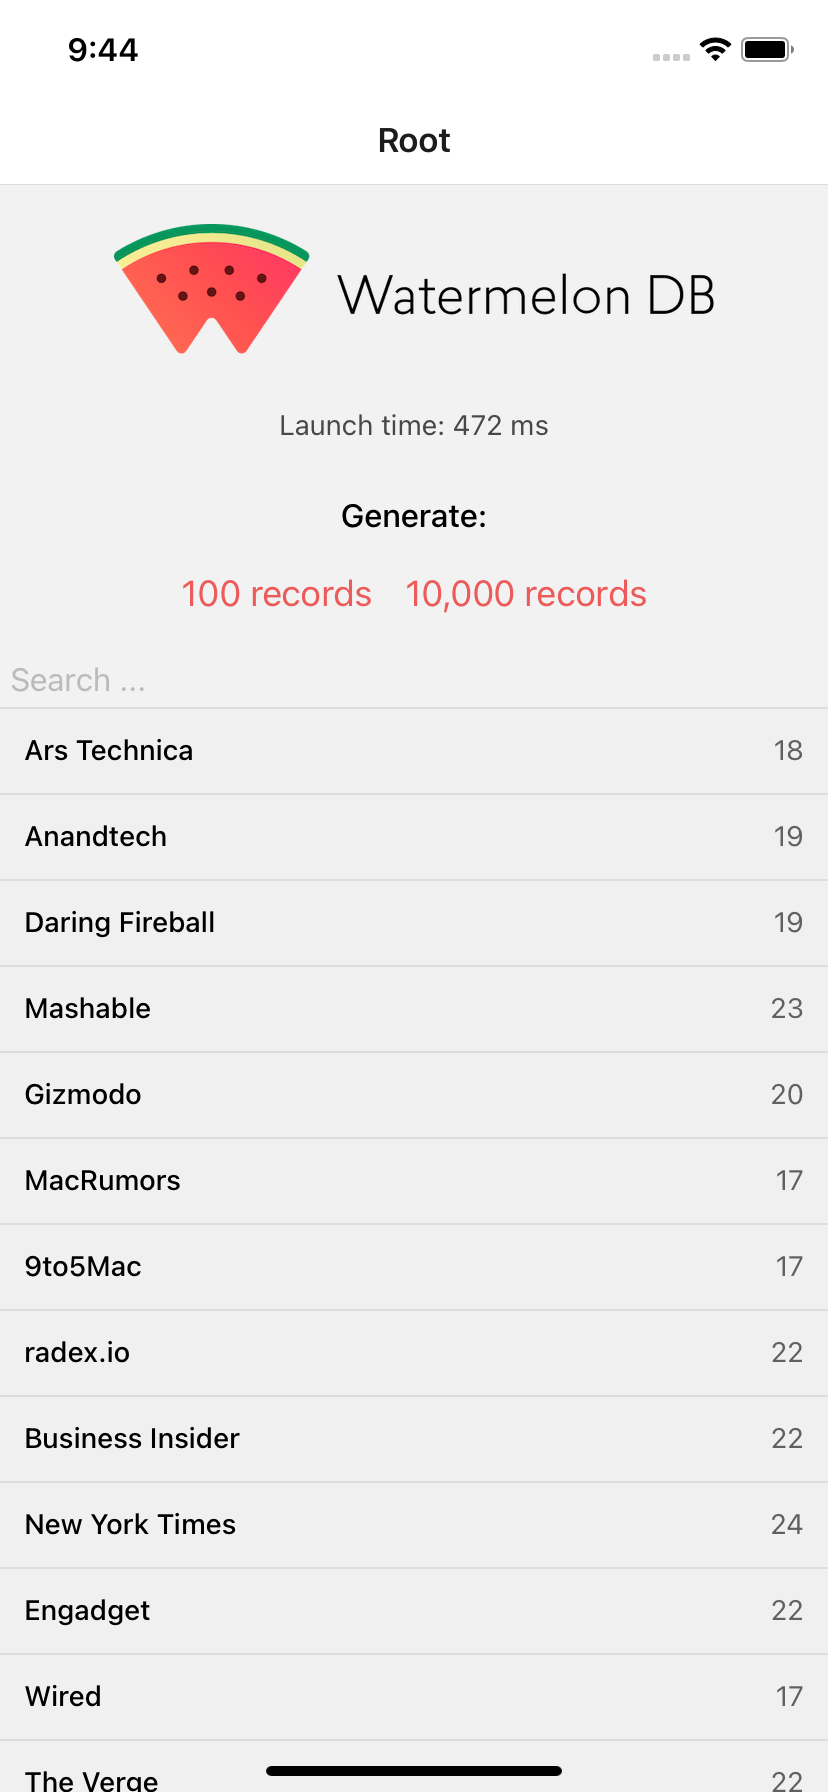 9:44
Root
Watermelon DB
Launch time: 472 ms
Generate:
100 records 10,000 records
Search ...
Ars Technica 18
Anandtech 19
Daring Fireball 19
Mashable 23
Gizmodo 20
MacRumors 17
9to5Mac 17
radex.io 22
Business Insider 22
New York Times 24
Engadget 22
Wired 17
The Verge 22